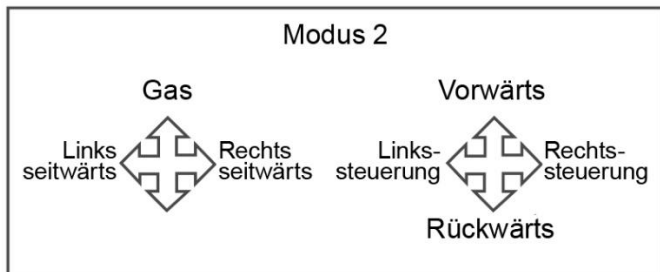 Modus 2
Gas
Links
seitwärts
Rechts
seitwärts
Vorwärts
Links-
steuerung
Rechts-
steuerung
Rückwärts